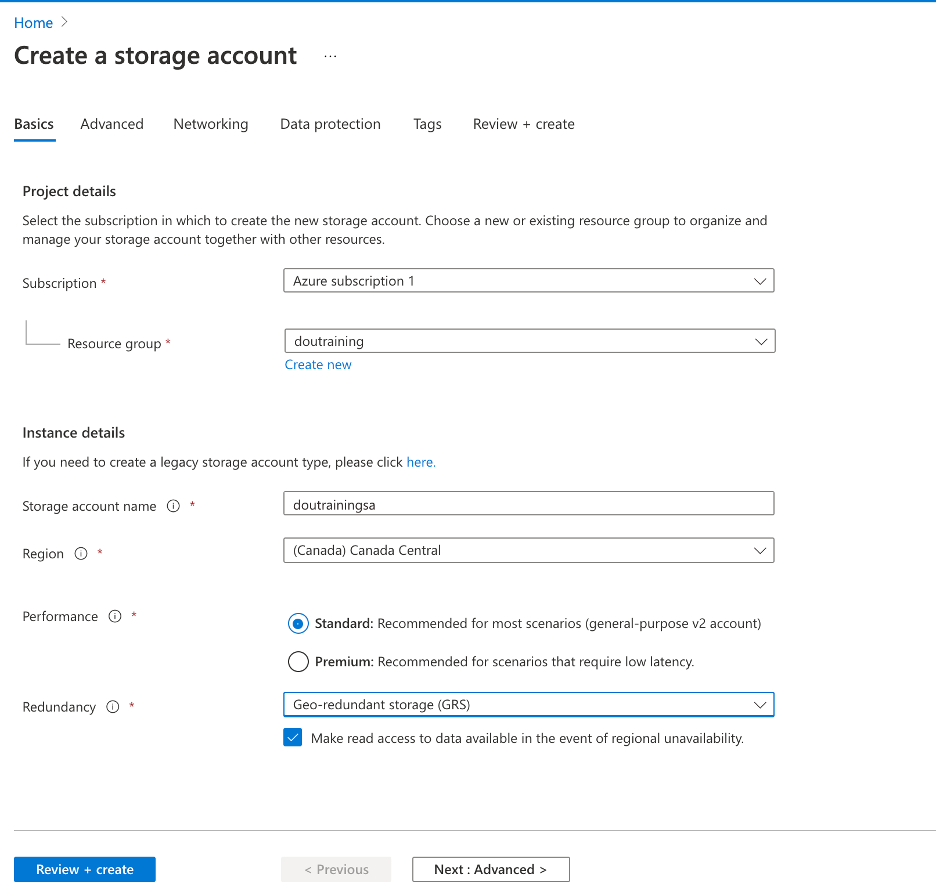 Home >
Create a storage account ...
Basics Advanced Networking Data protection Tags Review + create
Project details
Select the subscription in which to create the new storage account. Choose a new or existing resource group to organize and
manage your storage account together with other resources.
Subscription * Azure subscription 1
Resource group * doutraining
Create new
Instance details
If you need to create a legacy storage account type, please click here.
Storage account name * doutrainingsa
Region * (Canada) Canada Central
Performance * Standard: Recommended for most scenarios (general-purpose v2 account)
Premium: Recommended for scenarios that require low latency.
Redundancy * Geo-redundant storage (GRS)
Make read access to data available in the event of regional unavailability.
Review + create < Previous Next : Advanced >